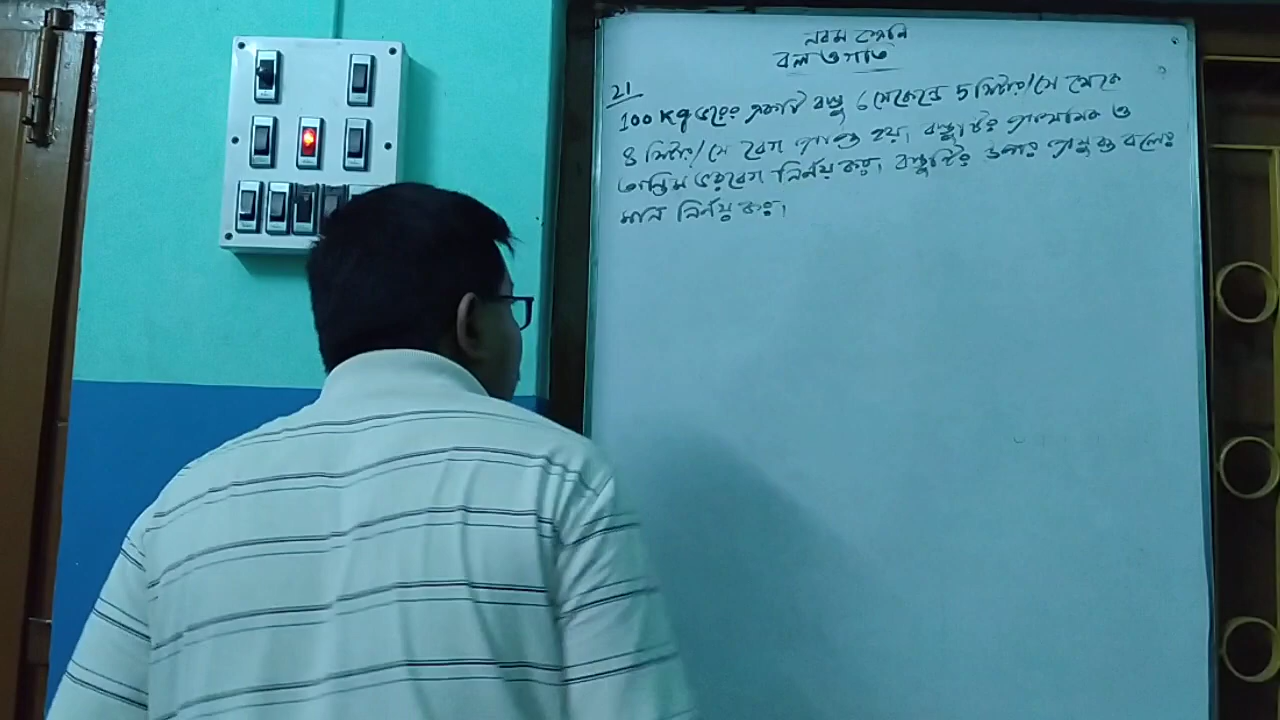 নবম শ্রেণি
বল ও গতি
21
100 kg ভরের একটি বস্তু 6 সেকেন্ডে 5 মিটার/সে থেকে
8 মিটার/সে বেগ প্রাপ্ত হয়। বস্তুটির প্রাথমিক ও
অন্তিম ভরবেগ নির্ণয় কর। বস্তুটির উপর প্রযুক্ত বলের
মান নির্ণয় কর।